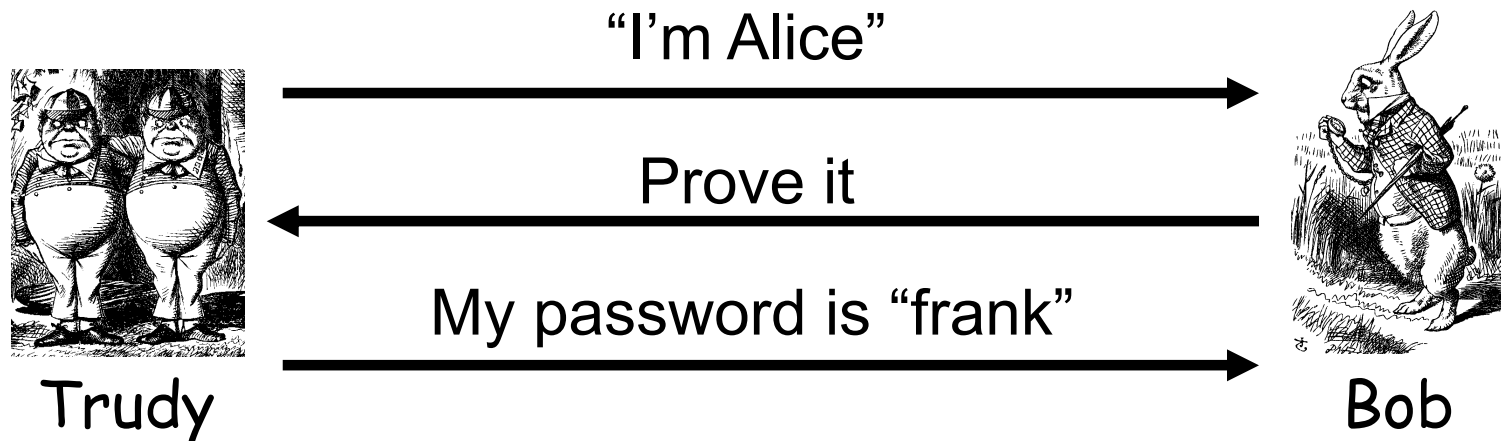 “I’m Alice”
Prove it
My password is “frank”
Trudy
Bob